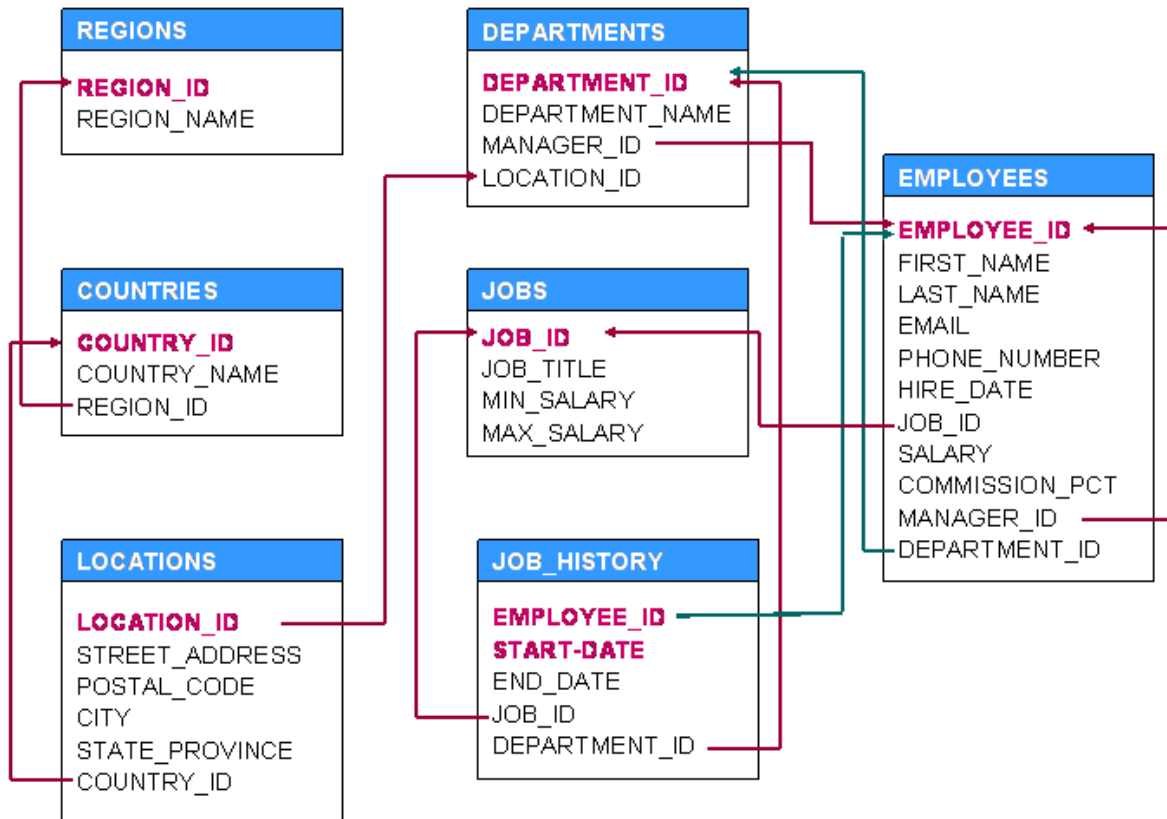 REGIONS
REGION_ID
REGION_NAME
DEPARTMENTS
DEPARTMENT_ID
DEPARTMENT_NAME
MANAGER_ID
LOCATION_ID
EMPLOYEES
EMPLOYEE_ID
FIRST_NAME
LAST_NAME
EMAIL
PHONE_NUMBER
HIRE_DATE
JOB_ID
SALARY
COMMISSION_PCT
MANAGER_ID
DEPARTMENT_ID
COUNTRIES
COUNTRY_ID
COUNTRY_NAME
REGION_ID
JOBS
JOB_ID
JOB_TITLE
MIN_SALARY
MAX_SALARY
LOCATIONS
LOCATION_ID
STREET_ADDRESS
POSTAL_CODE
CITY
STATE_PROVINCE
COUNTRY_ID
JOB_HISTORY
EMPLOYEE_ID
START-DATE
END_DATE
JOB_ID
DEPARTMENT_ID